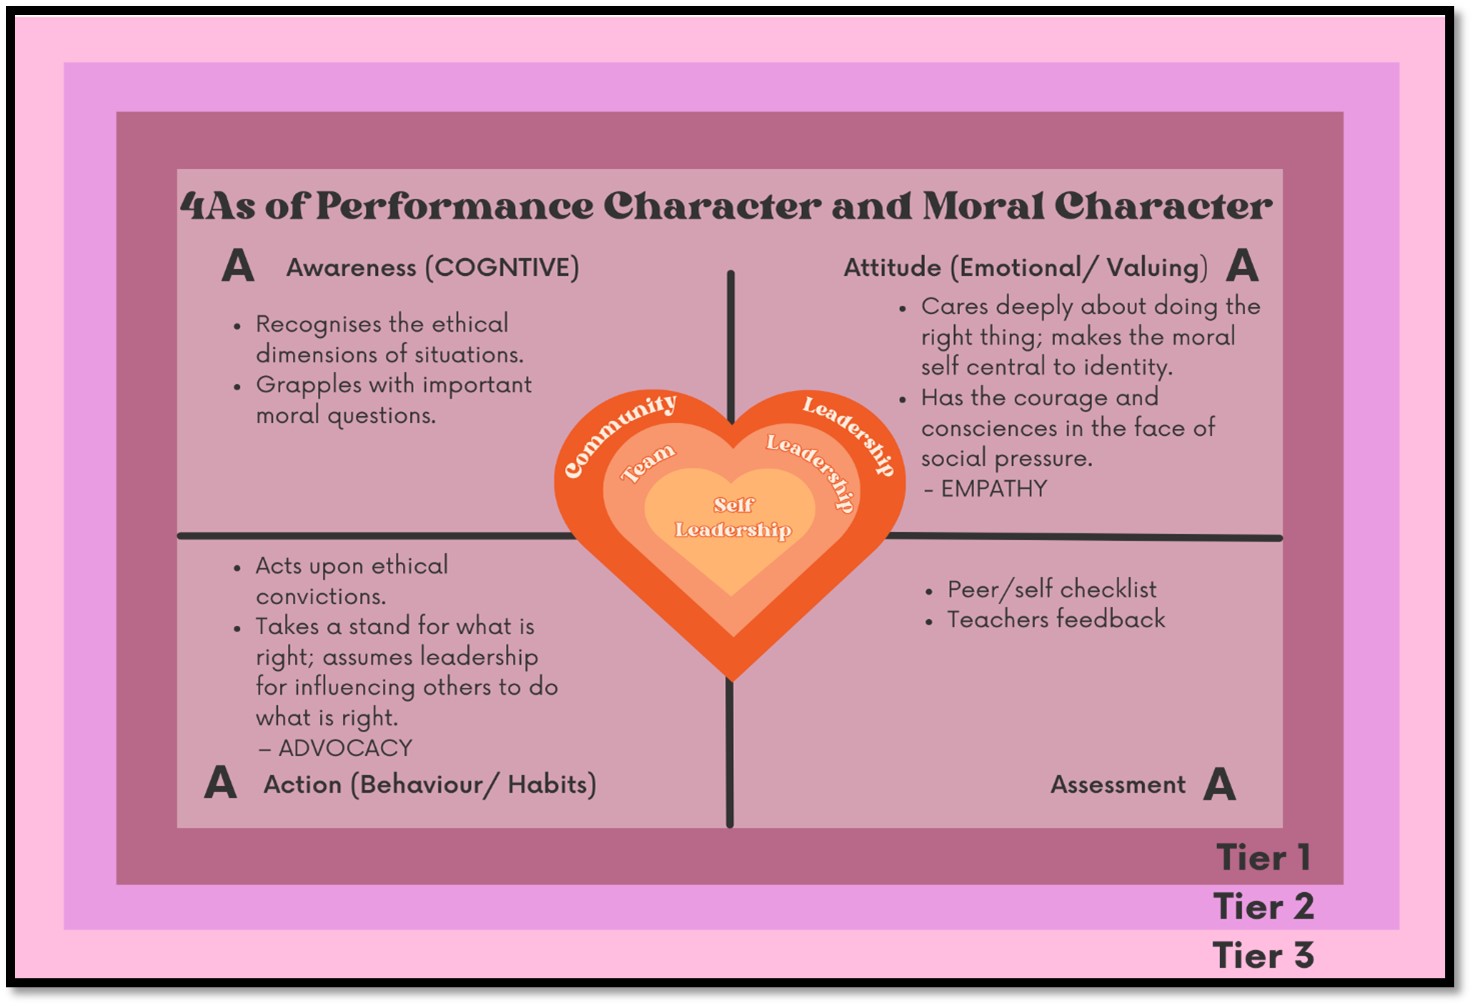 4As of Performance Character and Moral Character
A Awareness (COGNTIVE)
• Recognises the ethical
dimensions of situations.
• Grapples with important
moral questions.
Attitude (Emotional/ Valuing) A
• Cares deeply about doing the
right thing; makes the moral
self central to identity.
• Has the courage and
consciences in the face of
social pressure.
- EMPATHY
Community Leadership
Team Leadership
Self
Leadership
• Acts upon ethical
convictions.
• Takes a stand for what is
right; assumes leadership
for influencing others to do
what is right.
– ADVOCACY
A Action (Behaviour/ Habits)
• Peer/self checklist
• Teachers feedback
Assessment A
Tier 1
Tier 2
Tier 3